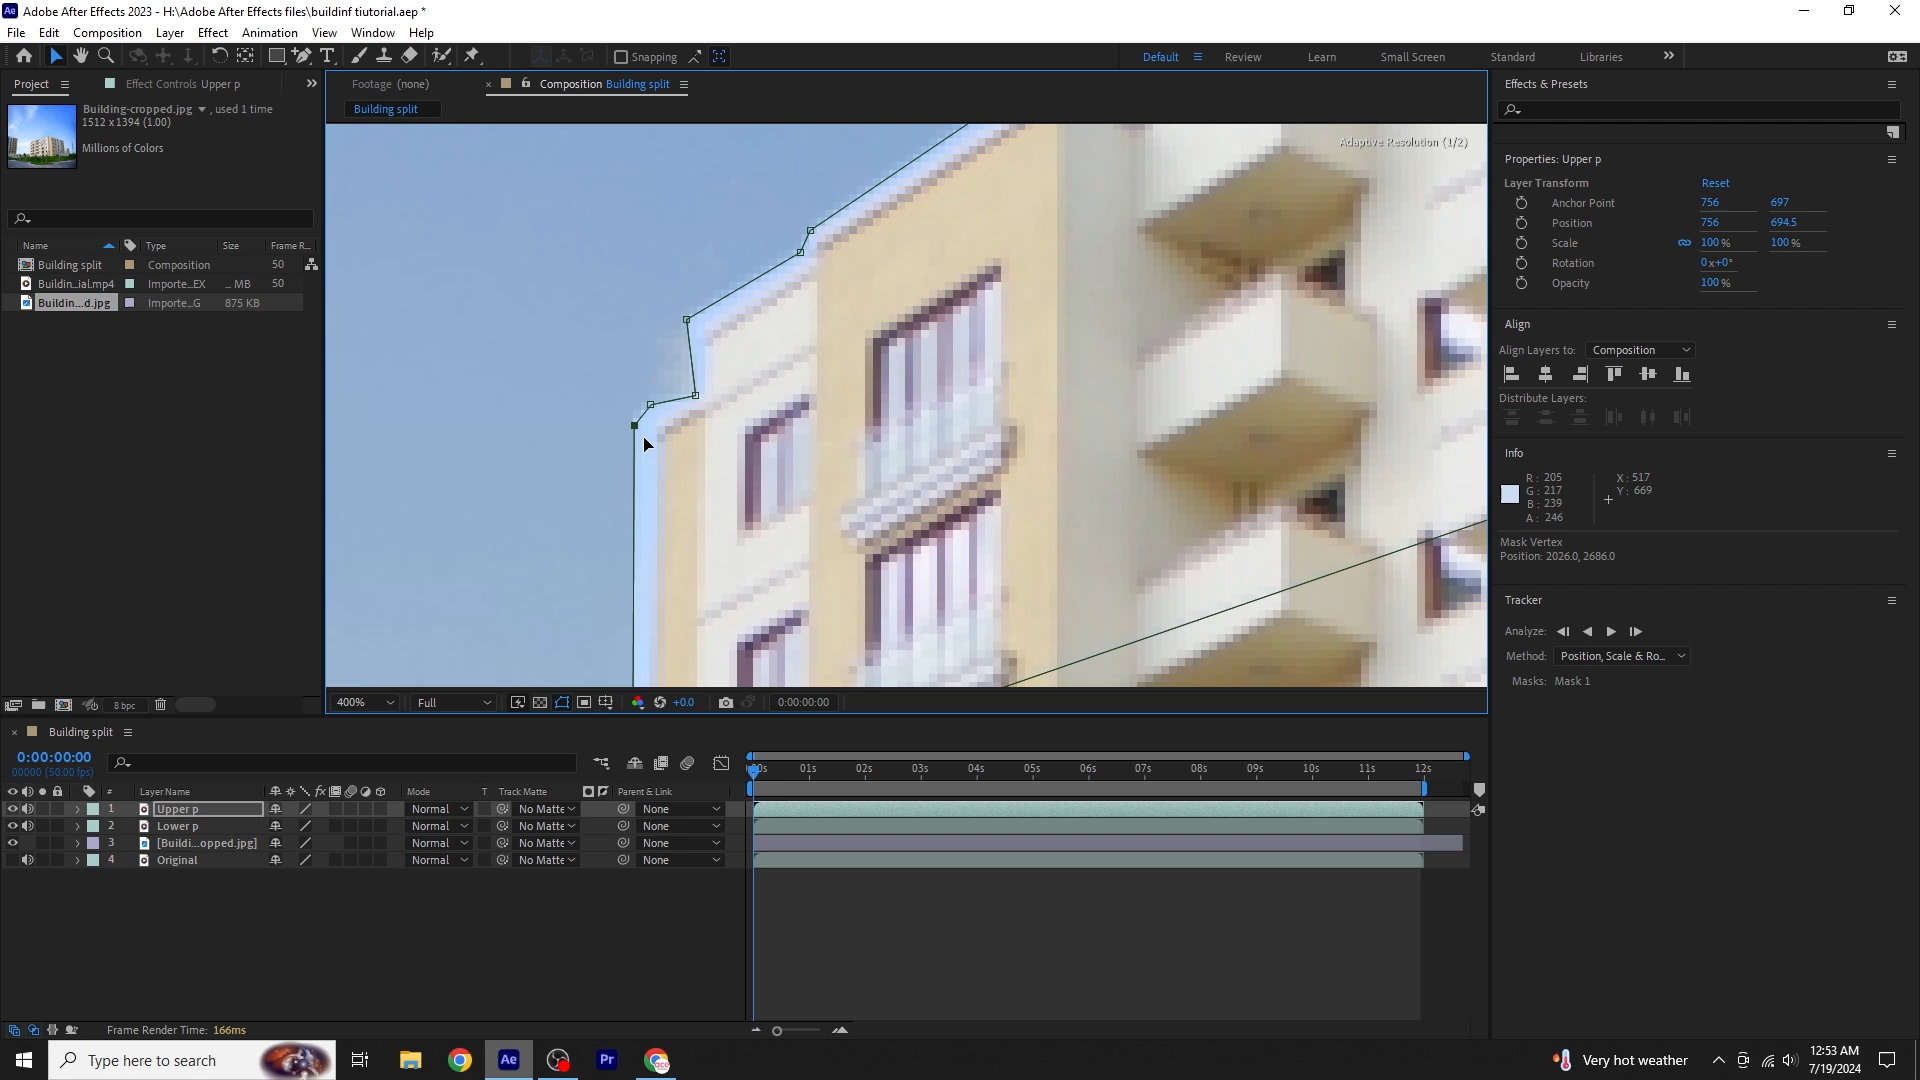 Ae Adobe After Effects 2023 - H:\Adobe After Effects files\buildinf tiutorial.aep *
File Edit Composition Layer Effect Animation View Window Help
Snapping
Default Review Learn Small Screen Standard Libraries
Project Effect Controls Upper p
Footage (none) Composition Building split
Effects & Presets
Building-cropped.jpg , used 1 time
1512 x 1394 (1.00)
Millions of Colors
Building split
Adaptive Resolution (1/2)
Properties: Upper p
Layer Transform Reset
Anchor Point 756 697
Position 756 694.5
Scale 100 % 100 %
Rotation 0x+0°
Opacity 100 %
Name Type Size Frame R...
Building split Composition 50
Buildin...ial.mp4 Importe...EX ... MB 50
Buildin...d.jpg Importe...G 875 KB
Align
Align Layers to: Composition
Distribute Layers:
Info
R: 205 X: 517
G: 217 Y: 669
B: 239
A: 246
Mask Vertex
Position: 2026.0, 2686.0
Tracker
Analyze:
Method: Position, Scale & Ro...
Masks: Mask 1
8 bpc
400% Full +0.0 0:00:00:00
Building split
0:00:00:00
00000 (50.00 fps)
01s 02s 03s 04s 05s 06s 07s 08s 09s 10s 11s 12s
# Layer Name fx Mode T Track Matte Parent & Link
1 Upper p Normal No Matte None
2 Lower p Normal No Matte None
3 [Buildi...opped.jpg] Normal No Matte None
4 Original Normal No Matte None
Frame Render Time: 166ms
Type here to search Ae Pr Very hot weather 12:53 AM
7/19/2024